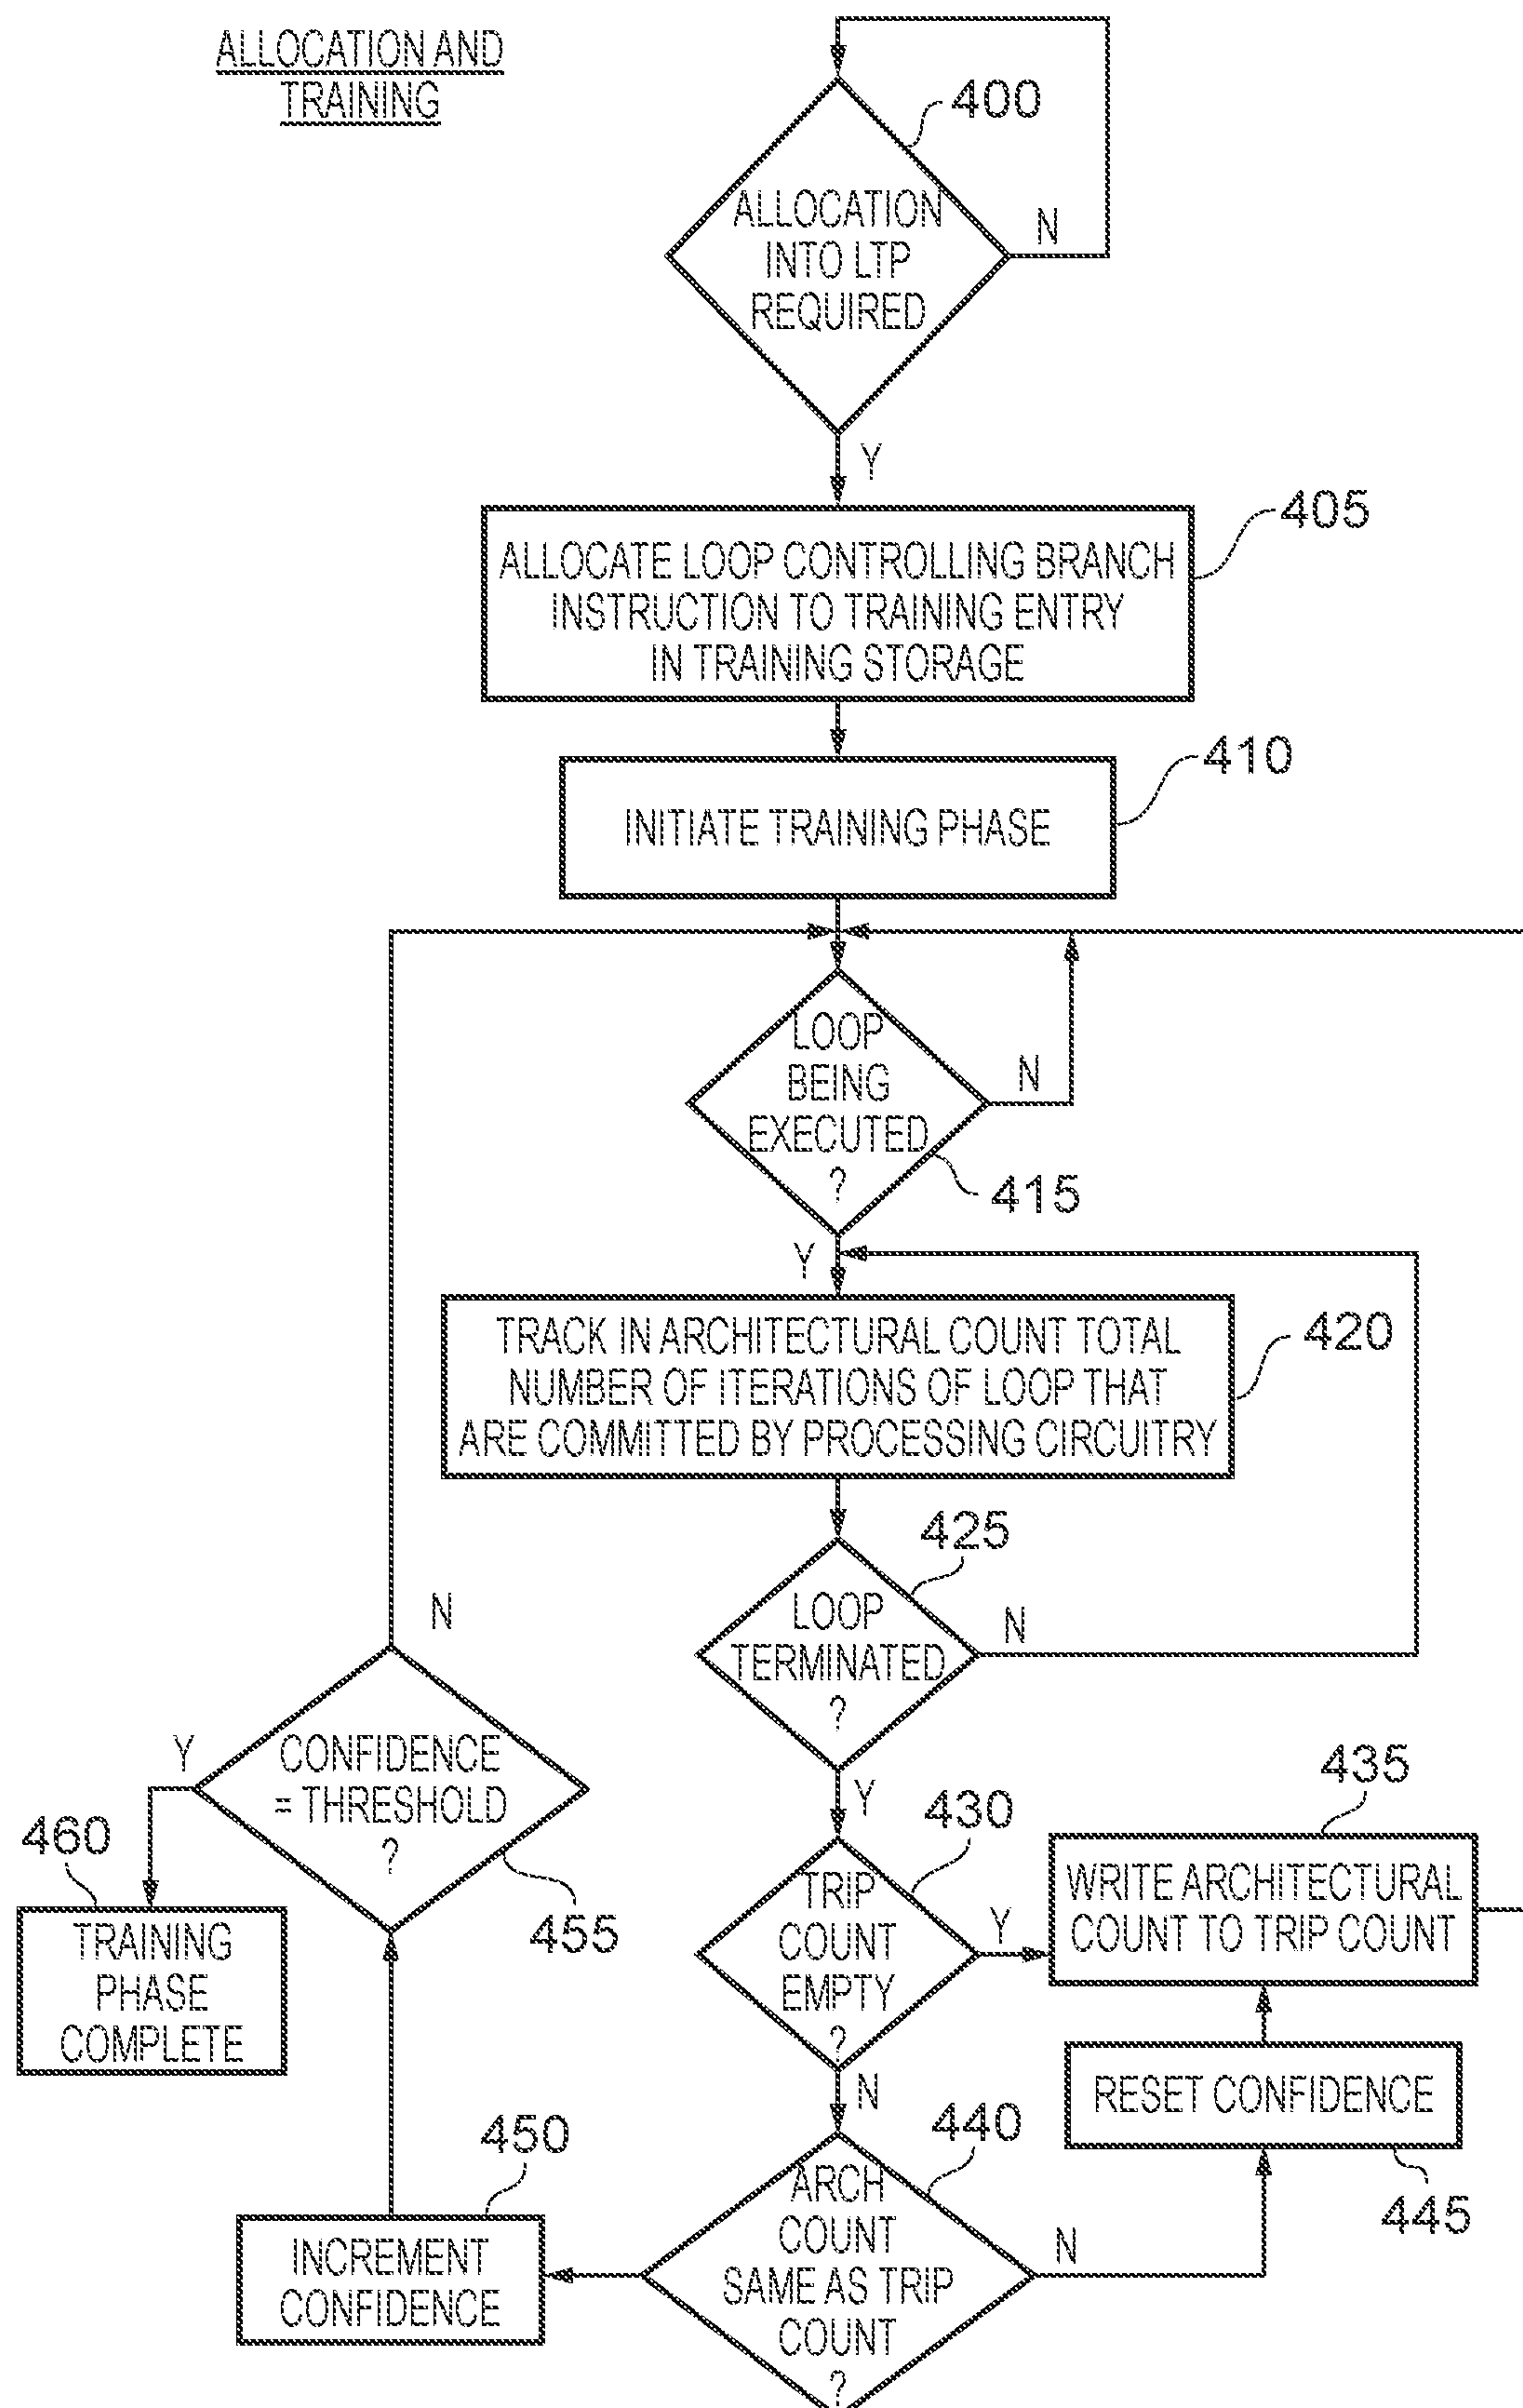 ALLOCATION AND
TRAINING
400
ALLOCATION
INTO LTP
REQUIRED
N
Y
405
ALLOCATE LOOP CONTROLLING BRANCH
INSTRUCTION TO TRAINING ENTRY
IN TRAINING STORAGE
410
INITIATE TRAINING PHASE
LOOP
BEING
EXECUTED
?
N
415
Y
TRACK IN ARCHITECTURAL COUNT TOTAL
NUMBER OF ITERATIONS OF LOOP THAT
ARE COMMITTED BY PROCESSING CIRCUITRY
420
425
LOOP
TERMINATED
?
N
Y
N
CONFIDENCE
= THRESHOLD
?
Y
455
460
TRAINING
PHASE
COMPLETE
430
TRIP
COUNT
EMPTY
?
Y
N
435
WRITE ARCHITECTURAL
COUNT TO TRIP COUNT
RESET CONFIDENCE
445
440
ARCH
COUNT
SAME AS TRIP
COUNT
?
N
450
INCREMENT
CONFIDENCE